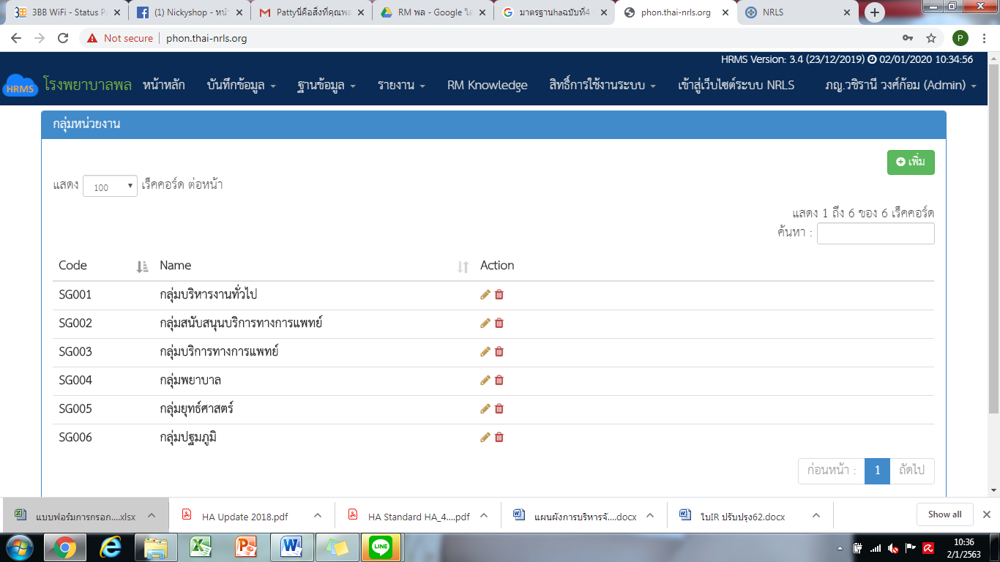 3BB WiFi - Status P
(1) Nickyshop - หน้
Pattyนี่คือสิ่งที่คุณพล
RM พล - Google ได
มาตรฐานhaฉบับที่4
phon.thai-nrls.org
NRLS
Not secure | phon.thai-nrls.org
P
HRMS Version: 3.4 (23/12/2019) 02/01/2020 10:34:56
HRMS โรงพยาบาลพล หน้าหลัก บันทึกข้อมูล ฐานข้อมูล รายงาน RM Knowledge สิทธิ์การใช้งานระบบ เข้าสู่เว็บไซต์ระบบ NRLS ภญ.วชิรานี วงศ์ก้อม (Admin)
กลุ่มหน่วยงาน
เพิ่ม
แสดง 100 เร็คคอร์ด ต่อหน้า
แสดง 1 ถึง 6 ของ 6 เร็คคอร์ด
ค้นหา :
Code Name Action
SG001 กลุ่มบริหารงานทั่วไป
SG002 กลุ่มสนับสนุนบริการทางการแพทย์
SG003 กลุ่มบริการทางการแพทย์
SG004 กลุ่มพยาบาล
SG005 กลุ่มยุทธ์ศาสตร์
SG006 กลุ่มปฐมภูมิ
ก่อนหน้า : 1 ถัดไป
แบบฟอร์มการกรอก....xlsx
HA Update 2018.pdf
HA Standard HA_4....pdf
แผนผังการบริหารจั....docx
ใบIR ปรับปรุง62.docx
Show all
LINE
10:36
2/1/2563